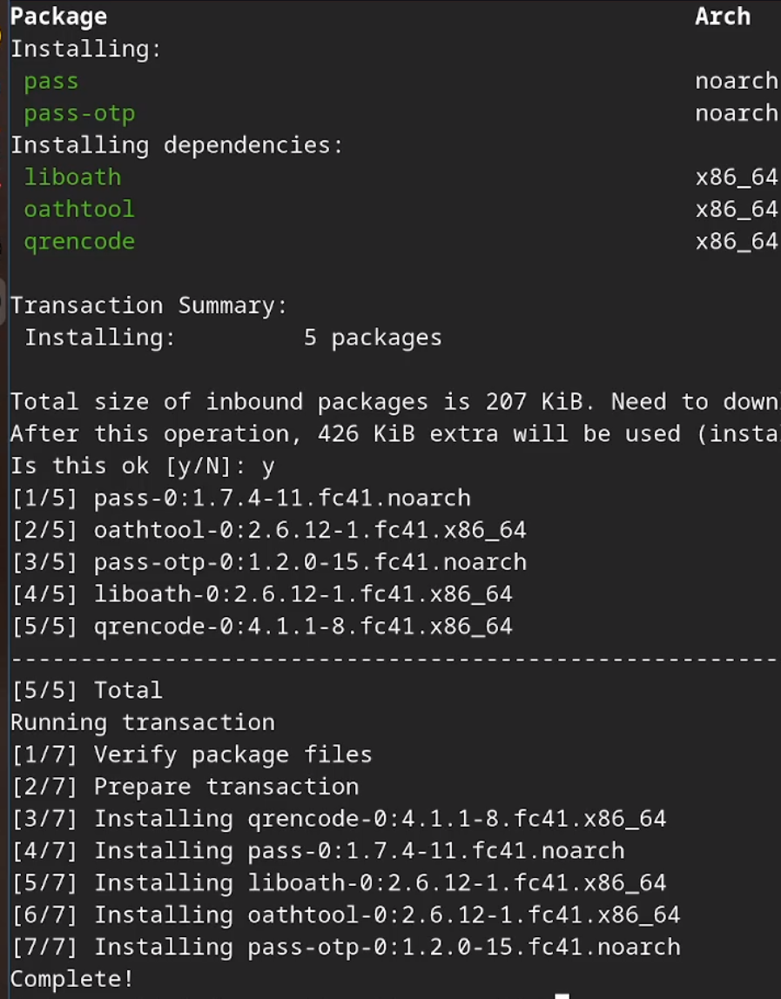 Package Arch
Installing:
pass noarch
pass-otp noarch
Installing dependencies:
liboath x86_64
oathtool x86_64
qrencode x86_64
Transaction Summary:
Installing: 5 packages
Total size of inbound packages is 207 KiB. Need to
After this operation, 426 KiB extra will be used
Is this ok [y/N]: y
[1/5] pass-0:1.7.4-11.fc41.noarch
[2/5] oathtool-0:2.6.12-1.fc41.x86_64
[3/5] pass-otp-0:1.2.0-15.fc41.noarch
[4/5] liboath-0:2.6.12-1.fc41.x86_64
[5/5] qrencode-0:4.1.1-8.fc41.x86_64
-------------------------------------------------------
[5/5] Total
Running transaction
[1/7] Verify package files
[2/7] Prepare transaction
[3/7] Installing qrencode-0:4.1.1-8.fc41.x86_64
[4/7] Installing pass-0:1.7.4-11.fc41.noarch
[5/7] Installing liboath-0:2.6.12-1.fc41.x86_64
[6/7] Installing oathtool-0:2.6.12-1.fc41.x86_64
[7/7] Installing pass-otp-0:1.2.0-15.fc41.noarch
Complete!